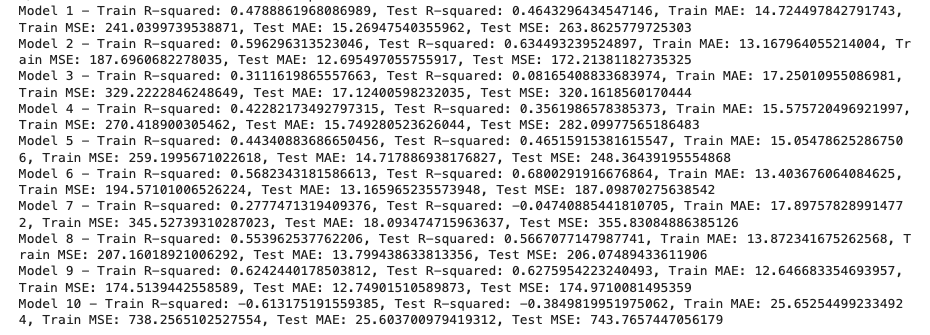 Model 1 – Train R-squared: 0.4788861968086989, Test R-squared: 0.4643296434547146, Train MAE: 14.724497842791743,
Train MSE: 241.0399739538871, Test MAE: 15.26947540355962, Test MSE: 263.8625779725303
Model 2 – Train R-squared: 0.596296313523046, Test R-squared: 0.634493239524897, Train MAE: 13.167964055214004, Tr
ain MSE: 187.6960682278035, Test MAE: 12.695497055755917, Test MSE: 172.21381182735325
Model 3 – Train R-squared: 0.3111619865557663, Test R-squared: 0.08165408833683974, Train MAE: 17.25010955086981,
Train MSE: 329.2222846248649, Test MAE: 17.12400598232035, Test MSE: 320.1618560170444
Model 4 – Train R-squared: 0.42282173492797315, Test R-squared: 0.3561986578385373, Train MAE: 15.575720496921997,
Train MSE: 270.418900305462, Test MAE: 15.749280523626044, Test MSE: 282.09977565186483
Model 5 – Train R-squared: 0.44340883686650456, Test R-squared: 0.46515915381615547, Train MAE: 15.05478625286750
6, Train MSE: 259.1995671022618, Test MAE: 14.717886938176827, Test MSE: 248.36439195554868
Model 6 – Train R-squared: 0.5682343181586613, Test R-squared: 0.6800291916676864, Train MAE: 13.403676064084625,
Train MSE: 194.57101006526224, Test MAE: 13.165965235573948, Test MSE: 187.09870275638542
Model 7 – Train R-squared: 0.2777471319409376, Test R-squared: -0.04740885441810705, Train MAE: 17.89757828991477
2, Train MSE: 345.52739310287023, Test MAE: 18.093474715963637, Test MSE: 355.83084886385126
Model 8 – Train R-squared: 0.553962537762206, Test R-squared: 0.5667077147987741, Train MAE: 13.872341675262568, T
rain MSE: 207.16018921006292, Test MAE: 13.799438633813356, Test MSE: 206.07489433611906
Model 9 – Train R-squared: 0.6242440178503812, Test R-squared: 0.6275954223240493, Train MAE: 12.646683354693957,
Train MSE: 174.5139442558589, Test MAE: 12.74901510589873, Test MSE: 174.9710081495359
Model 10 – Train R-squared: -0.613175191559385, Test R-squared: -0.3849819951975062, Train MAE: 25.65254499233492
4, Train MSE: 738.2565102527554, Test MAE: 25.603700979419312, Test MSE: 743.7657447056179